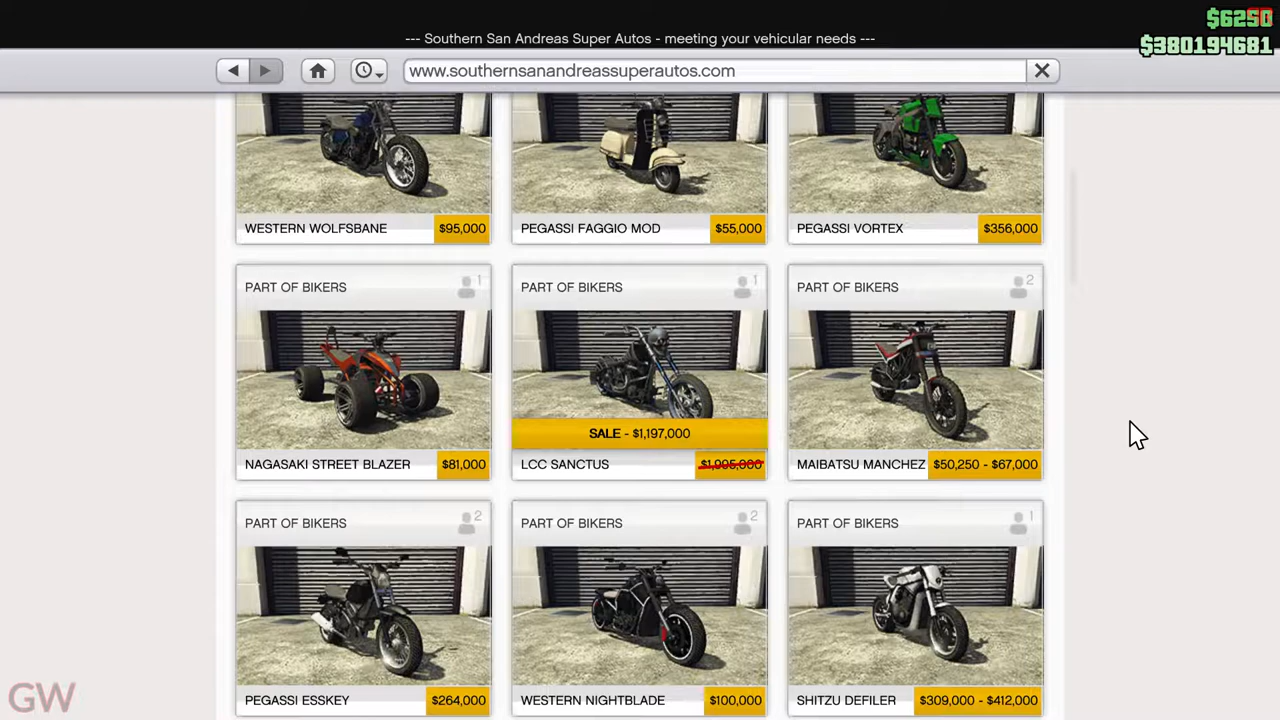 $6250
--- Southern San Andreas Super Autos - meeting your vehicular needs ---
$380194681
www.southernsanandreassuperautos.com
WESTERN WOLFSBANE $95,000
PEGASSI FAGGIO MOD $55,000
PEGASSI VORTEX $356,000
PART OF BIKERS 1
PART OF BIKERS 1
PART OF BIKERS 2
SALE - $1,197,000
NAGASAKI STREET BLAZER $81,000
LCC SANCTUS $1,995,000
MAIBATSU MANCHEZ $50,250 - $67,000
PART OF BIKERS 2
PART OF BIKERS 2
PART OF BIKERS 1
PEGASSI ESSKEY $264,000
WESTERN NIGHTBLADE $100,000
SHITZU DEFILER $309,000 - $412,000
GW